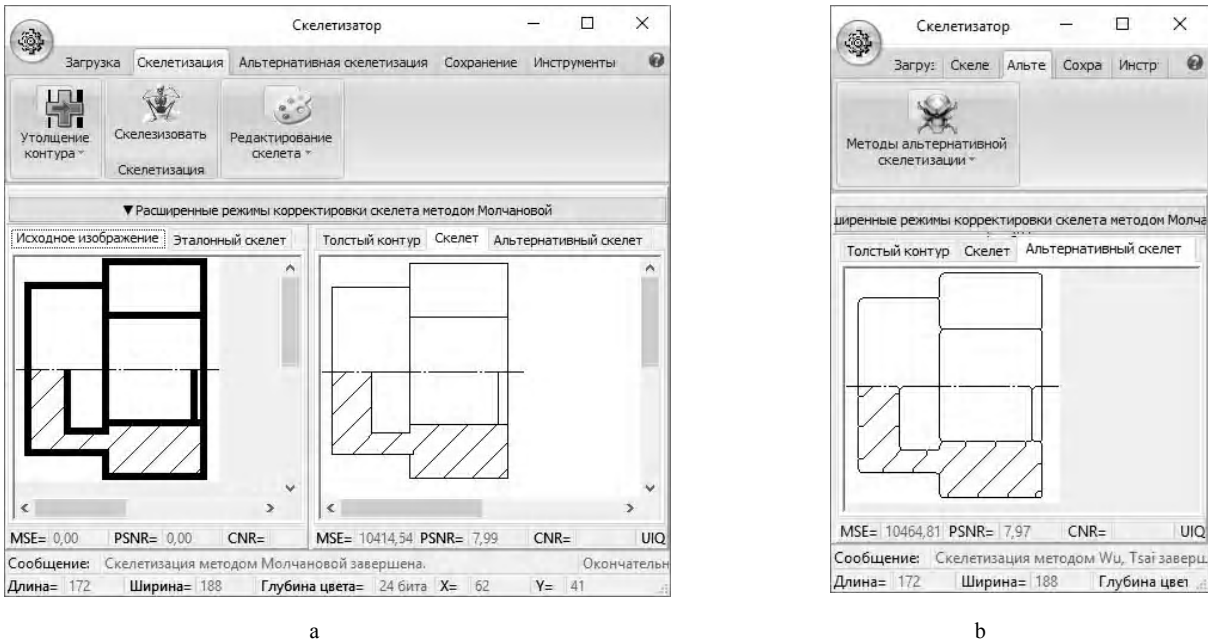 Скелетизатор
Загрузка Скелетизация Альтернативная скелетизация Сохранение Инструменты
Утолщение
контура
Скелезизовать
Редактирование
скелета
Скелетизация
▼Расширенные режимы корректировки скелета методом Молчановой
Исходное изображение Эталонный скелет Толстый контур Скелет Альтернативный скелет
MSE= 0,00 PSNR= 0,00 CNR= MSE= 10414,54 PSNR= 7,99 CNR= UIQ
Сообщение: Скелетизация методом Молчановой завершена. Окончательн
Длина= 172 Ширина= 188 Глубина цвета= 24 бита X= 62 Y= 41
a
Скелетизатор
Загру: Скеле Альте Сохра Инстр
Методы альтернативной
скелетизации
ширенные режимы корректировки скелета методом Молча
Толстый контур Скелет Альтернативный скелет
MSE= 10464,81 PSNR= 7,97 CNR= UIQ
Сообщение: Скелетизация методом Wu, Tsai заверш
Длина= 172 Ширина= 188 Глубина цвет
b